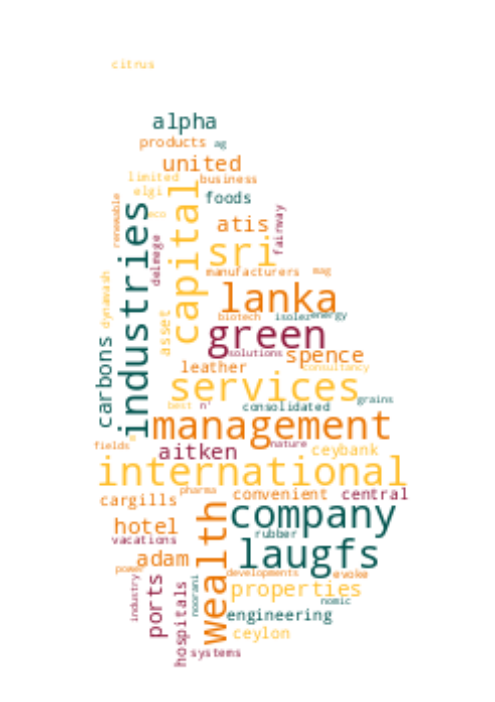 citrus
alpha
products ag
united
limited business
elgi
renewable
foods
capital
industries
eco
atis
fairway
delmege
sri
manufacturers mag
dynawash
lanka
biotech isolez energy
asset
green
carbons
solutions spence
leather consultancy
services
grains
best n' consolidated
management
fields nature
aitken ceybank
international
pharma
cargills convenient central
wealth
company
hotel rubber
vacations
laugfs
adam
power developments evoke
industry
ports
noorani
properties
hospitals
nomic
engineering
ceylon
systems